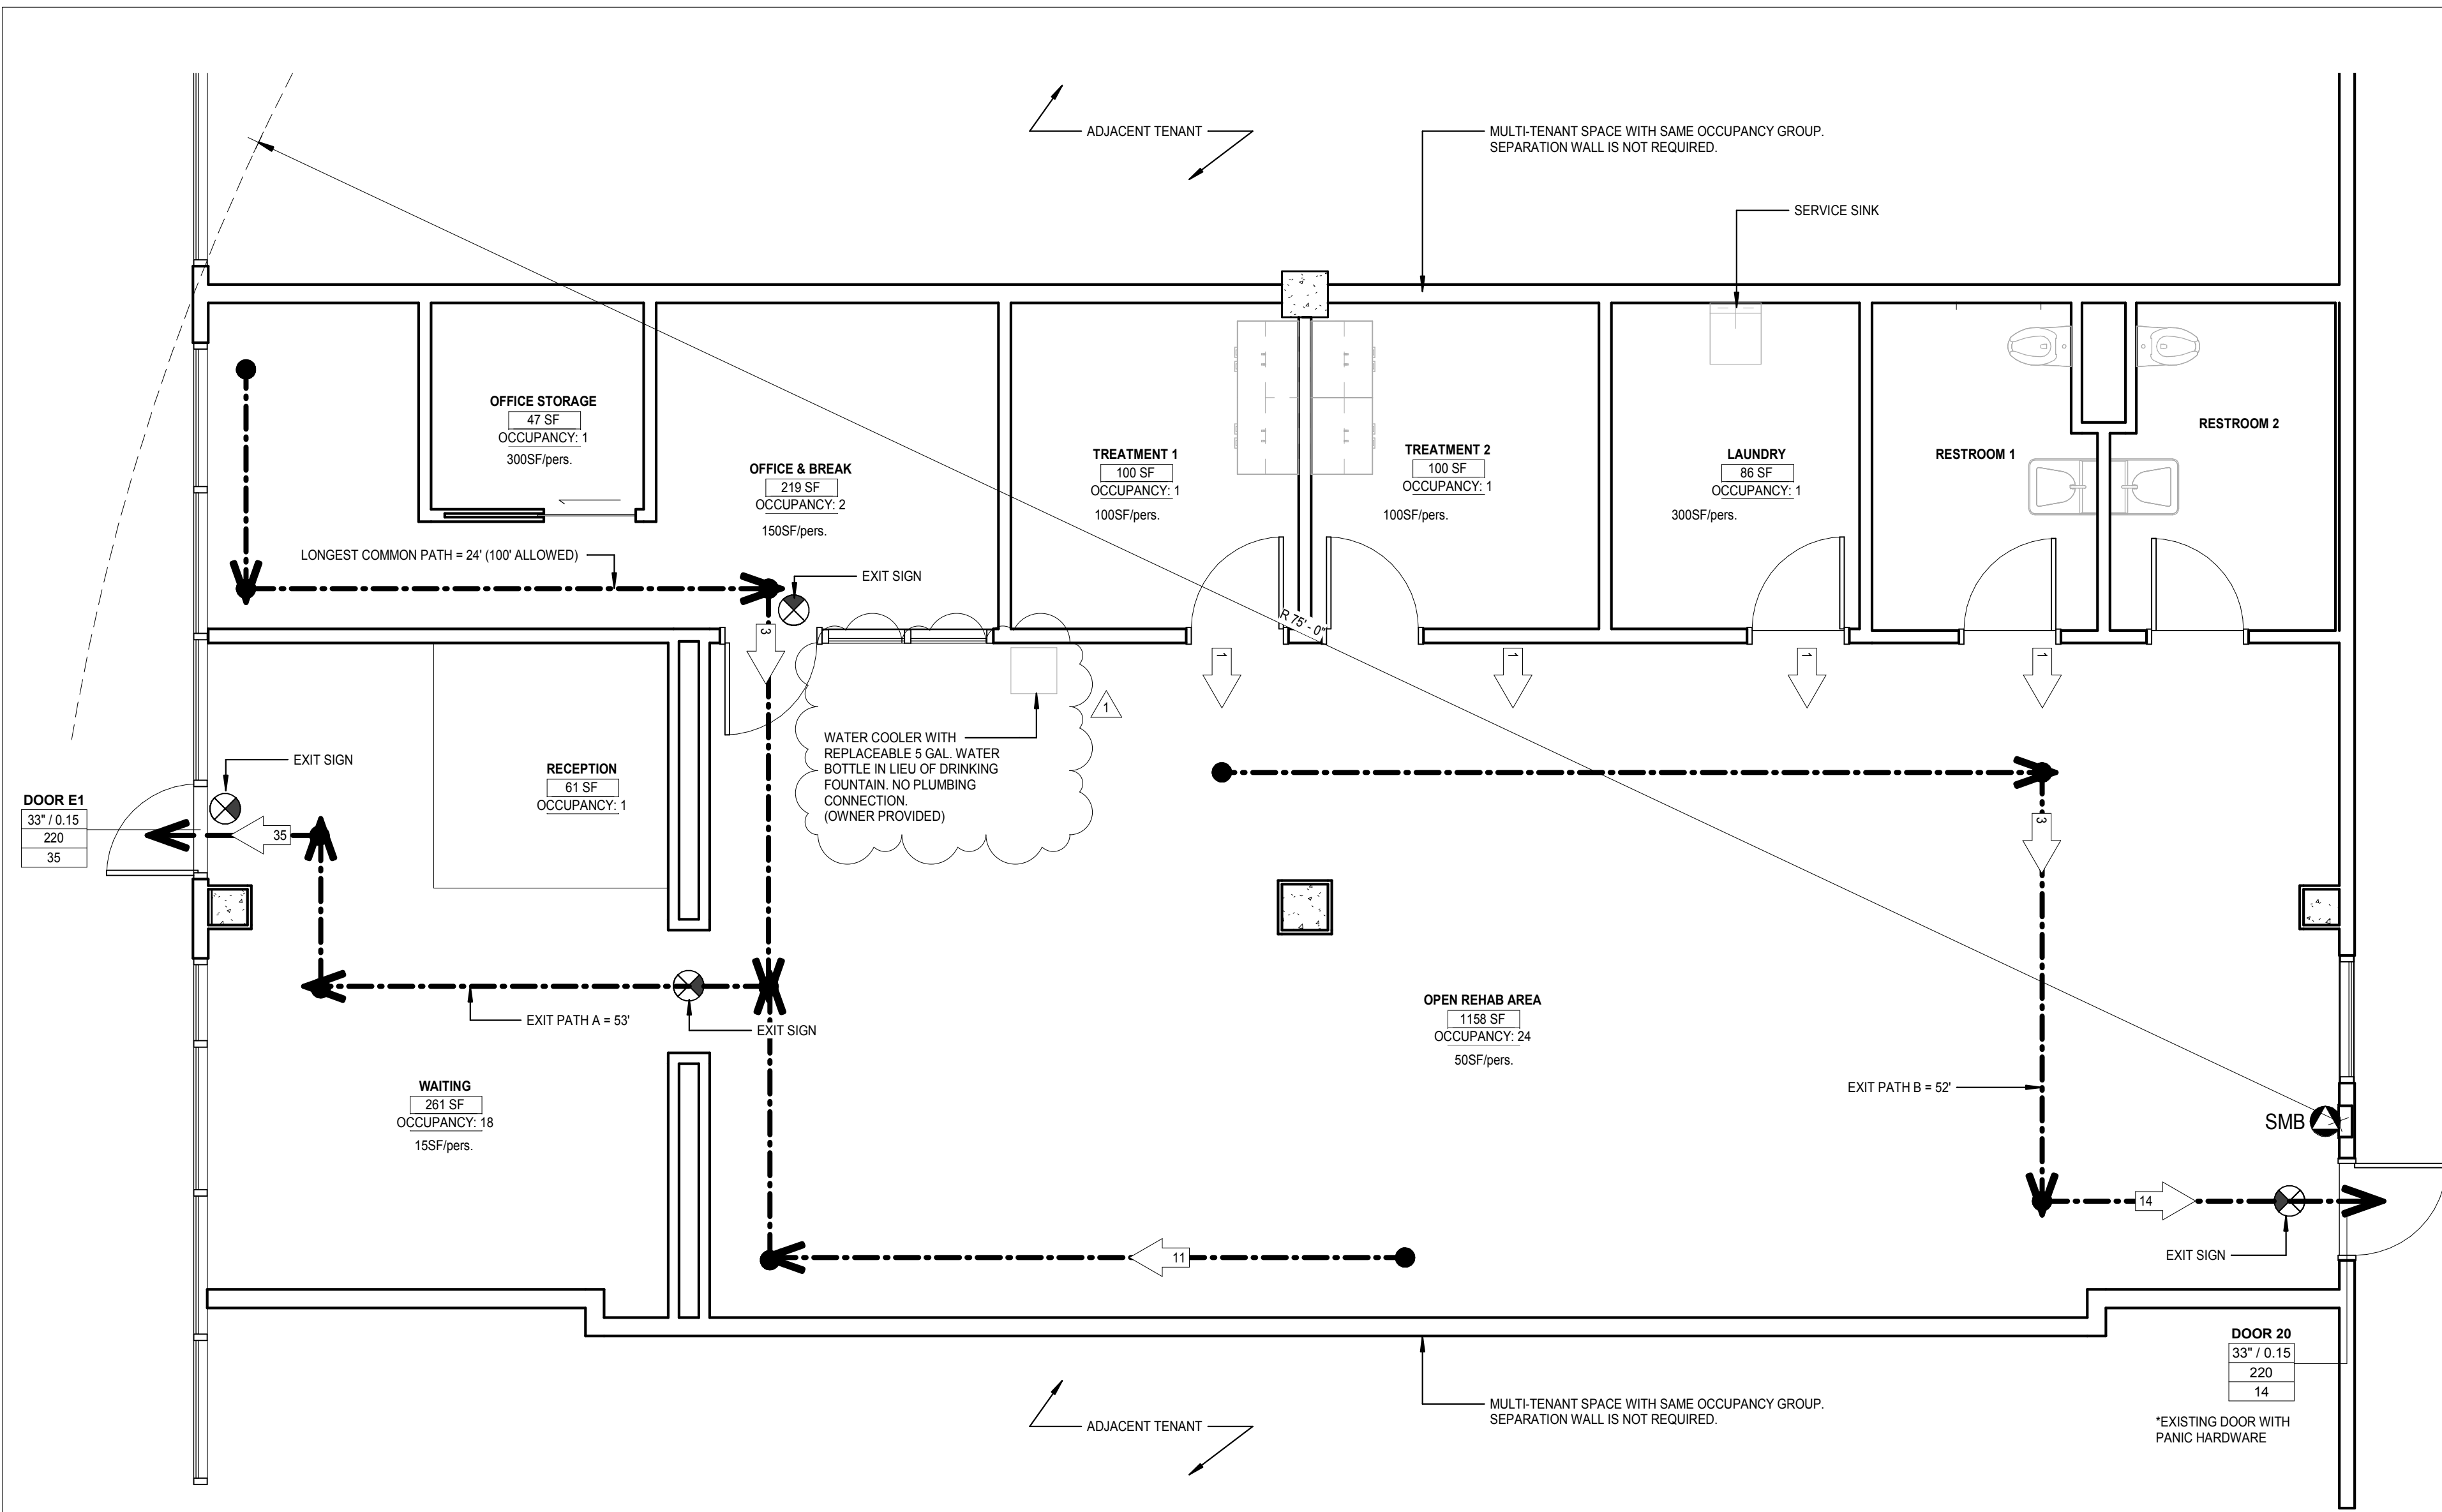 ADJACENT TENANT
MULTI-TENANT SPACE WITH SAME OCCUPANCY GROUP.
SEPARATION WALL IS NOT REQUIRED.
SERVICE SINK
OFFICE STORAGE
47 SF
OCCUPANCY: 1
300SF/pers.
OFFICE & BREAK
219 SF
OCCUPANCY: 2
150SF/pers.
TREATMENT 1
100 SF
OCCUPANCY: 1
100SF/pers.
TREATMENT 2
100 SF
OCCUPANCY: 1
100SF/pers.
LAUNDRY
86 SF
OCCUPANCY: 1
300SF/pers.
RESTROOM 1
RESTROOM 2
LONGEST COMMON PATH = 24' (100' ALLOWED)
EXIT SIGN
R 75' - 0"
3
1
1
1
1
1
WATER COOLER WITH
REPLACEABLE 5 GAL. WATER
BOTTLE IN LIEU OF DRINKING
FOUNTAIN. NO PLUMBING
CONNECTION.
(OWNER PROVIDED)
EXIT SIGN
RECEPTION
61 SF
OCCUPANCY: 1
DOOR E1
33" / 0.15
220
35
35
3
EXIT PATH A = 53'
EXIT SIGN
OPEN REHAB AREA
1158 SF
OCCUPANCY: 24
50SF/pers.
WAITING
261 SF
OCCUPANCY: 18
15SF/pers.
EXIT PATH B = 52'
SMB
14
11
EXIT SIGN
DOOR 20
33" / 0.15
220
14
*EXISTING DOOR WITH
PANIC HARDWARE
ADJACENT TENANT
MULTI-TENANT SPACE WITH SAME OCCUPANCY GROUP.
SEPARATION WALL IS NOT REQUIRED.